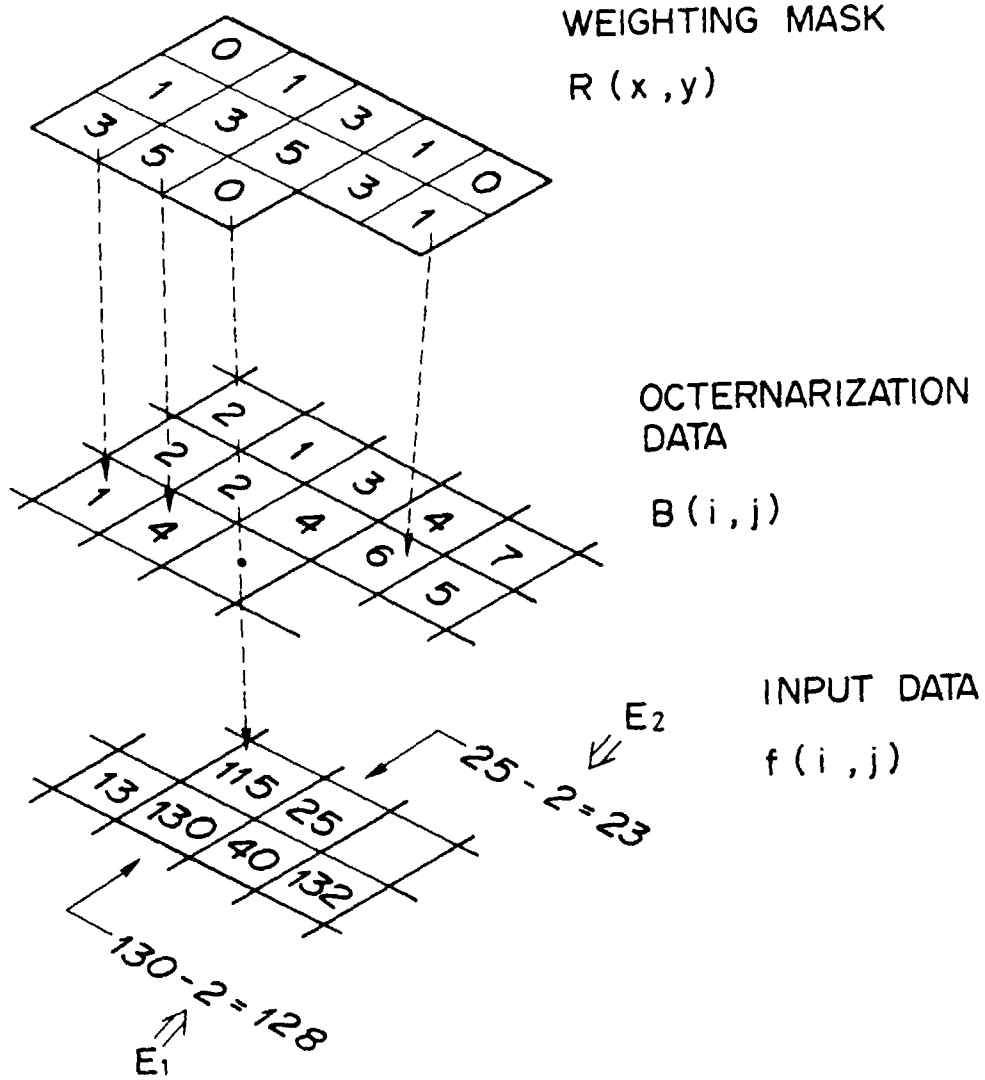 WEIGHTING MASK
R (x , y)
0 1 3 1 0
1 3 5 3 1
3 5 0
OCTERNARIZATION
DATA
B ( i , j )
2 1 3 4 7
2 2 4 6 5
1 4 •
INPUT DATA
f ( i , j )
E2
25 - 2 = 23
115 25
13 130 40 132
130 - 2 = 128
E1